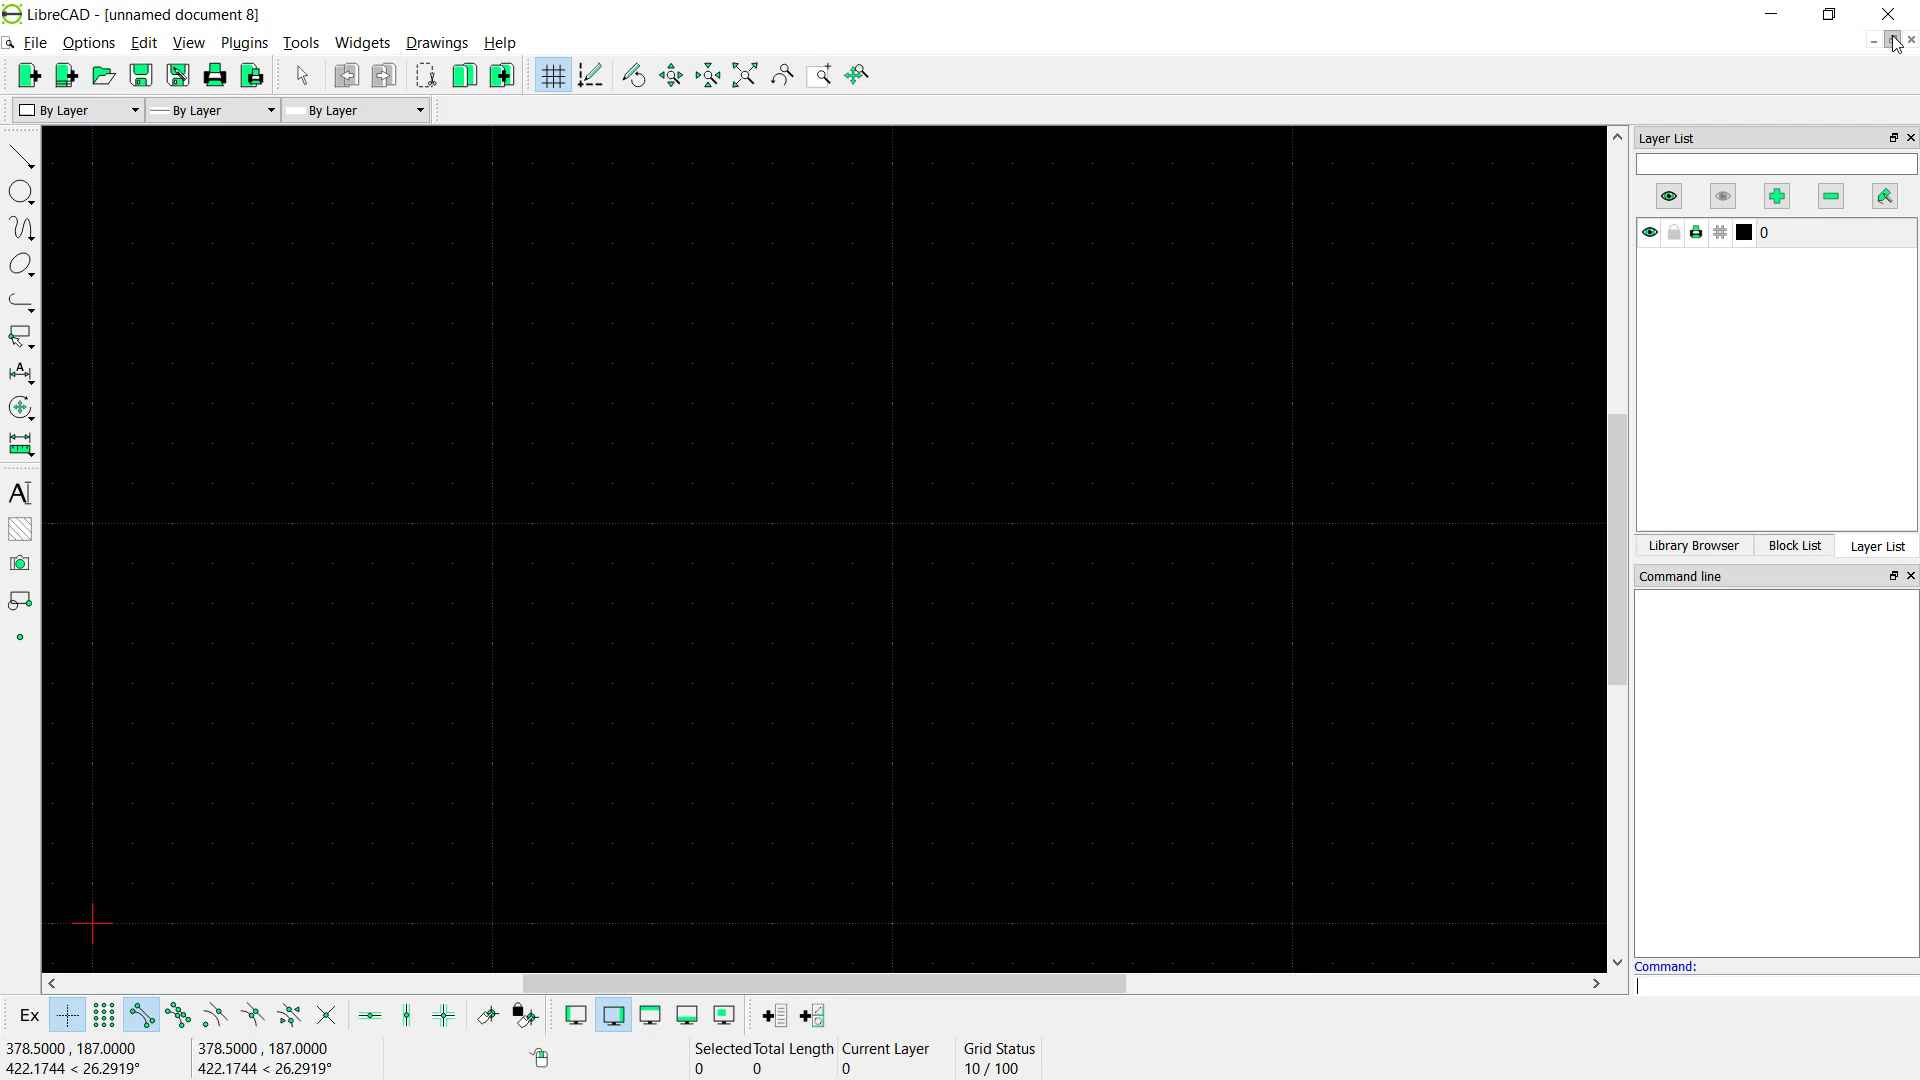 LibreCAD - [unnamed document 8]
File Options Edit View Plugins Tools Widgets Drawings Help
By Layer By Layer By Layer
Layer List
0
A
A
Library Browser Block List Layer List
Command line
Command:
Ex
378.5000 , 187.0000 378.5000 , 187.0000 Selected Total Length Current Layer Grid Status
422.1744 < 26.2919° 422.1744 < 26.2919° 0 0 0 10 / 100